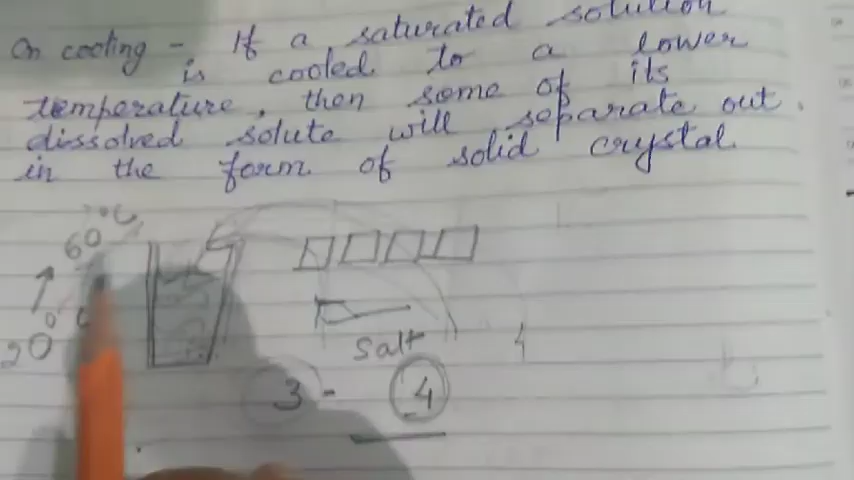 On cooling - If a saturated solution
is cooled to a lower
temperature, then some of its
dissolved solute will separate out.
in the form of solid crystal.
60 °C
20 °C
Salt
3 - 4